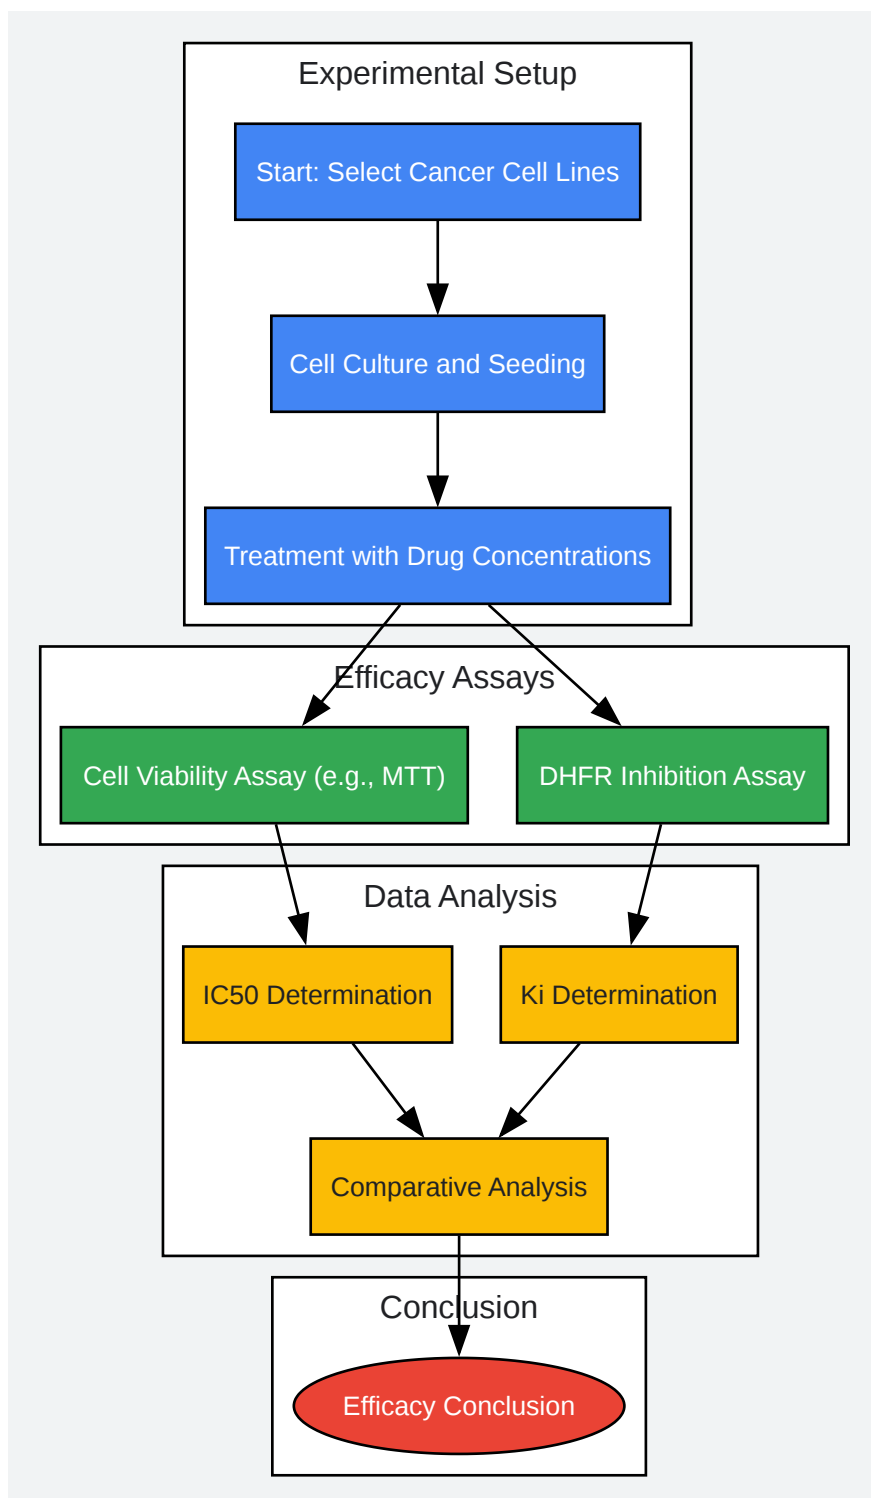 Experimental Setup
Start: Select Cancer Cell Lines
Cell Culture and Seeding
Treatment with Drug Concentrations
Efficacy Assays
Cell Viability Assay (e.g., MTT)
DHFR Inhibition Assay
Data Analysis
IC50 Determination
Ki Determination
Comparative Analysis
Conclusion
Efficacy Conclusion